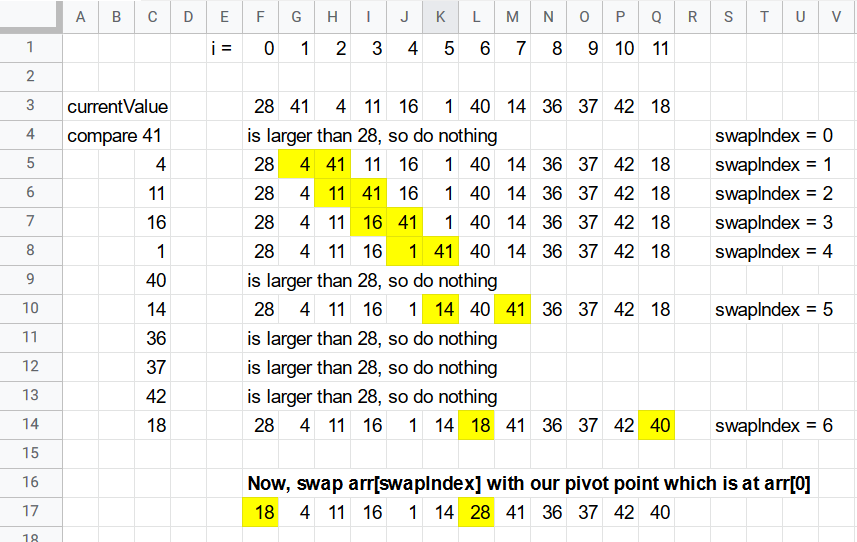 A B C D E F G H I J K L M N O P Q R S T U V
1 i = 0 1 2 3 4 5 6 7 8 9 10 11
2
3 currentValue 28 41 4 11 16 1 40 14 36 37 42 18
4 compare 41 is larger than 28, so do nothing swapIndex = 0
5 4 28 4 41 11 16 1 40 14 36 37 42 18 swapIndex = 1
6 11 28 4 11 41 16 1 40 14 36 37 42 18 swapIndex = 2
7 16 28 4 11 16 41 1 40 14 36 37 42 18 swapIndex = 3
8 1 28 4 11 16 1 41 40 14 36 37 42 18 swapIndex = 4
9 40 is larger than 28, so do nothing
10 14 28 4 11 16 1 14 40 41 36 37 42 18 swapIndex = 5
11 36 is larger than 28, so do nothing
12 37 is larger than 28, so do nothing
13 42 is larger than 28, so do nothing
14 18 28 4 11 16 1 14 18 41 36 37 42 40 swapIndex = 6
15
16 Now, swap arr[swapIndex] with our pivot point which is at arr[0]
17 18 4 11 16 1 14 28 41 36 37 42 40
18